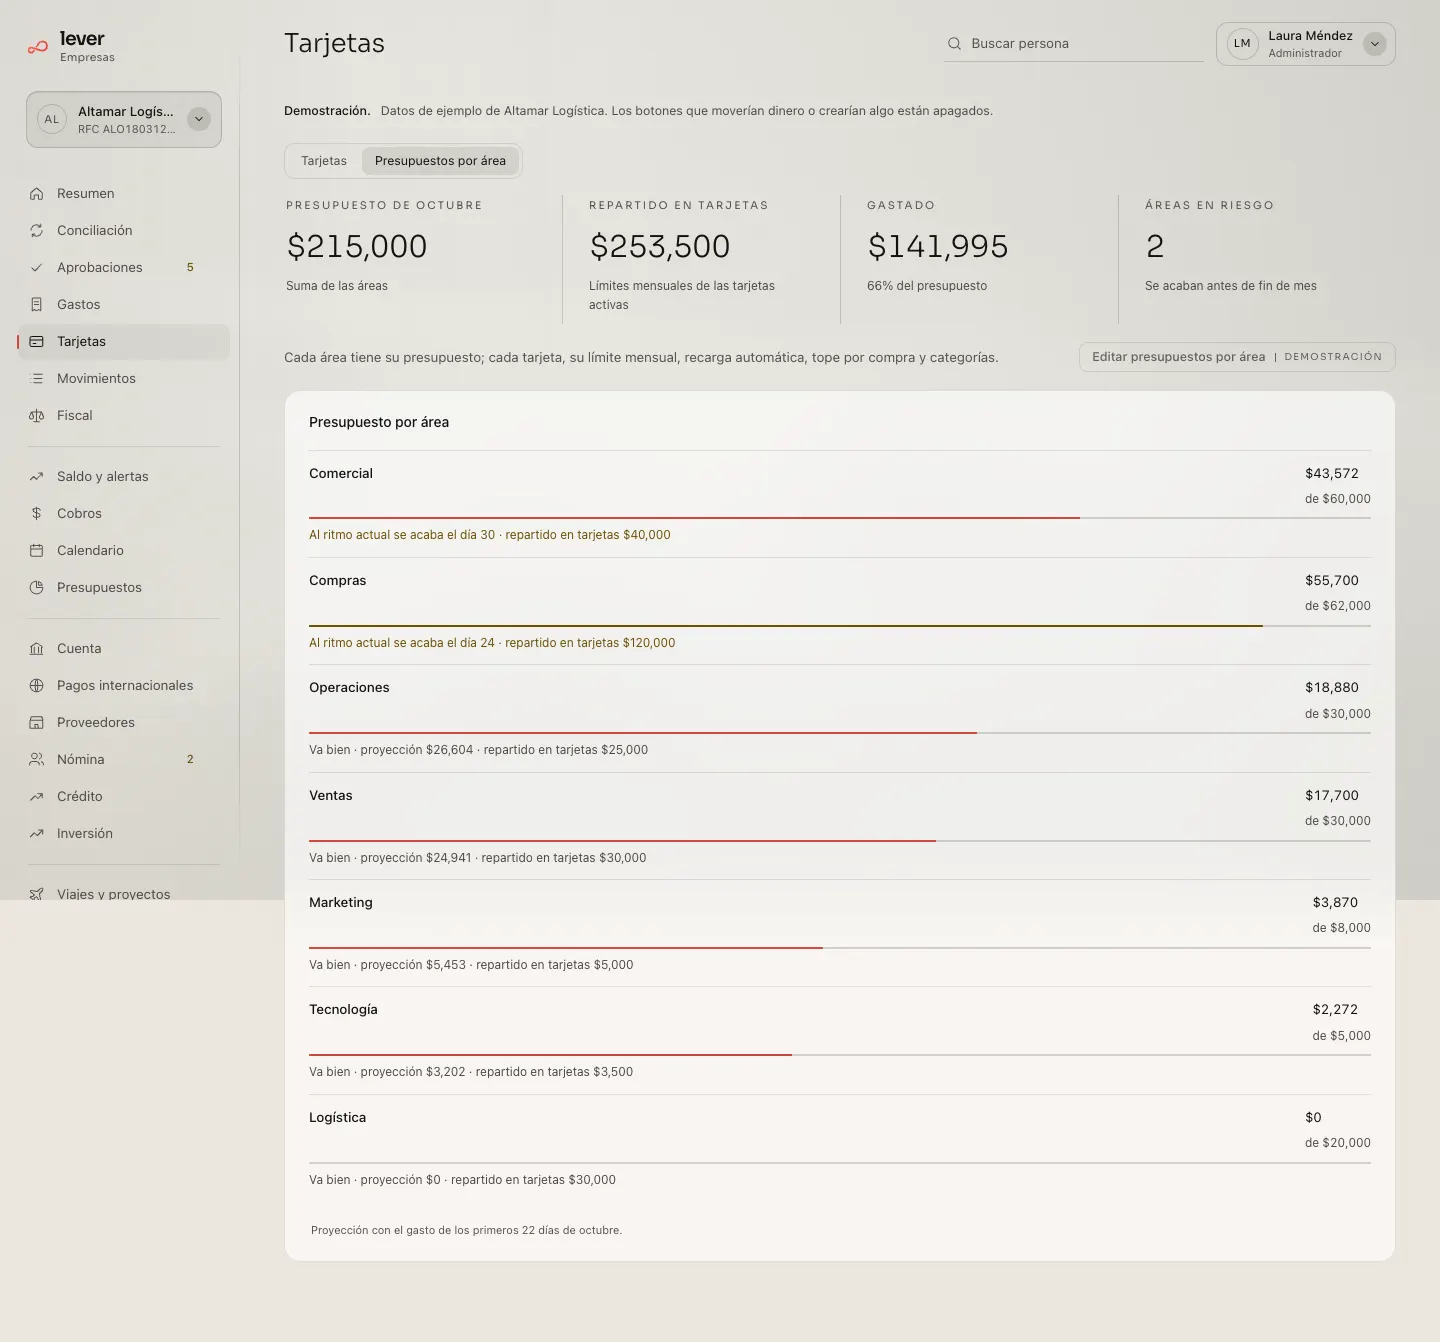 lever
Empresas
AL
Altamar Logís...
RFC ALO180312...
Resumen
Conciliación
Aprobaciones 5
Gastos
Tarjetas
Movimientos
Fiscal
Saldo y alertas
Cobros
Calendario
Presupuestos
Cuenta
Pagos internacionales
Proveedores
Nómina 2
Crédito
Inversión
Viajes y proyectos
Tarjetas
Buscar persona
LM
Laura Méndez
Administrador
Demostración. Datos de ejemplo de Altamar Logística. Los botones que moverían dinero o crearían algo están apagados.
Tarjetas
Presupuestos por área
PRESUPUESTO DE OCTUBRE
$215,000
Suma de las áreas
REPARTIDO EN TARJETAS
$253,500
Límites mensuales de las tarjetas
activas
GASTADO
$141,995
66% del presupuesto
ÁREAS EN RIESGO
2
Se acaban antes de fin de mes
Cada área tiene su presupuesto; cada tarjeta, su límite mensual, recarga automática, tope por compra y categorías.
Editar presupuestos por área | DEMOSTRACIÓN
Presupuesto por área
Comercial
$43,572
de $60,000
Al ritmo actual se acaba el día 30 · repartido en tarjetas $40,000
Compras
$55,700
de $62,000
Al ritmo actual se acaba el día 24 · repartido en tarjetas $120,000
Operaciones
$18,880
de $30,000
Va bien · proyección $26,604 · repartido en tarjetas $25,000
Ventas
$17,700
de $30,000
Va bien · proyección $24,941 · repartido en tarjetas $30,000
Marketing
$3,870
de $8,000
Va bien · proyección $5,453 · repartido en tarjetas $5,000
Tecnología
$2,272
de $5,000
Va bien · proyección $3,202 · repartido en tarjetas $3,500
Logística
$0
de $20,000
Va bien · proyección $0 · repartido en tarjetas $30,000
Proyección con el gasto de los primeros 22 días de octubre.